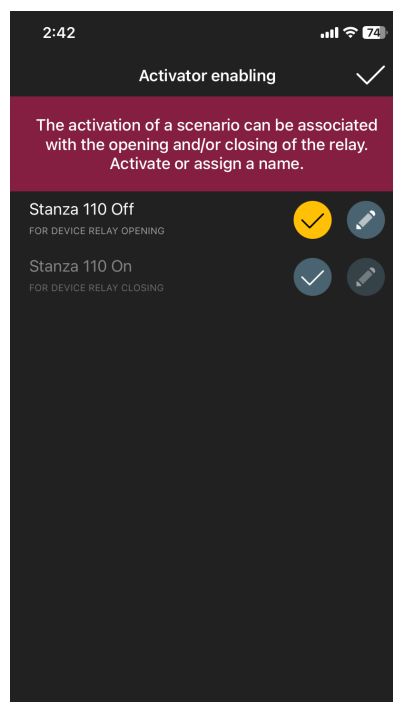 2:42
74
Activator enabling
The activation of a scenario can be associated
with the opening and/or closing of the relay.
Activate or assign a name.
Stanza 110 Off
FOR DEVICE RELAY OPENING
Stanza 110 On
FOR DEVICE RELAY CLOSING